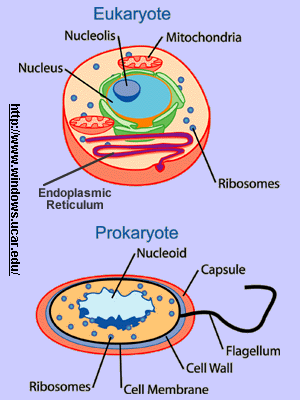 Eukaryote
Nucleolis
Mitochondria
Nucleus
Ribosomes
Endoplasmic
Reticulum
http://www.windows.ucar.edu/
Prokaryote
Nucleoid
Capsule
Flagellum
Cell Wall
Ribosomes
Cell Membrane